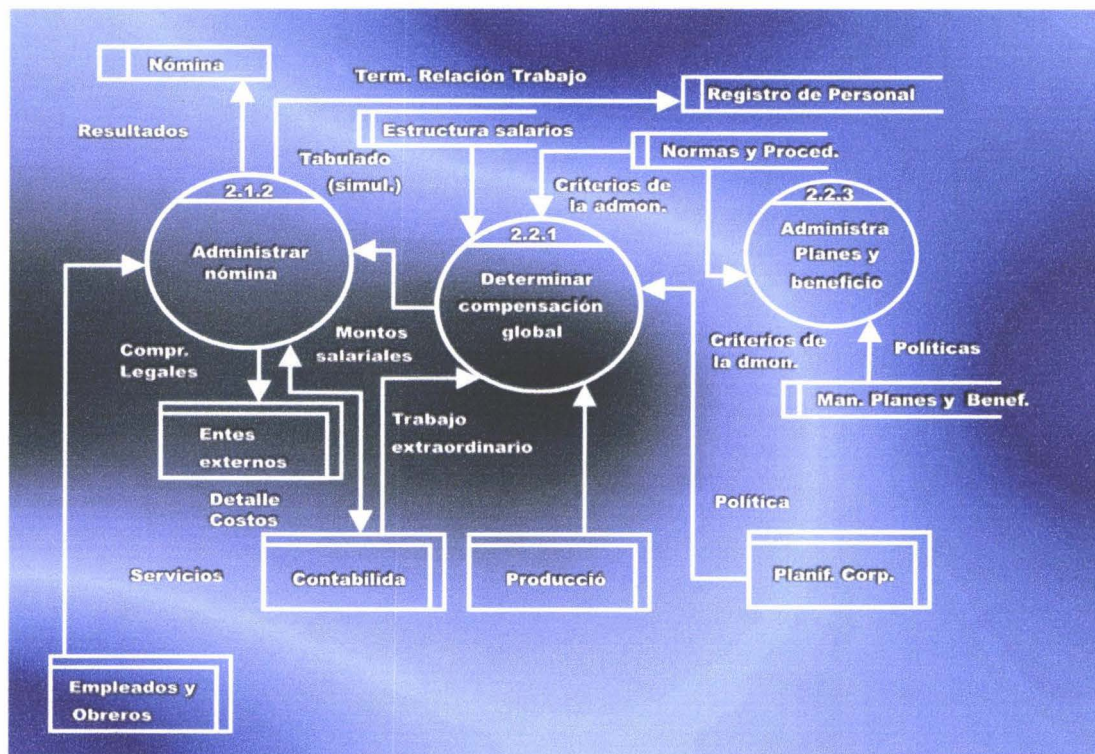 Nómina
Term. Relación Trabajo
Registro de Personal
Resultados
Estructura salarios
Normas y Proced.
Tabulado
(simul.)
Criterios de
la admon.
2.1.2
Administrar
nómina
2.2.1
Determinar
compensación
global
2.2.3
Administra
Planes y
beneficio
Compr.
Legales
Montos
salariales
Criterios de
la dmon.
Políticas
Man. Planes y Benef.
Entes
externos
Trabajo
extraordinario
Detalle
Costos
Política
Servicios
Contabilida
Producció
Planif. Corp.
Empleados y
Obreros